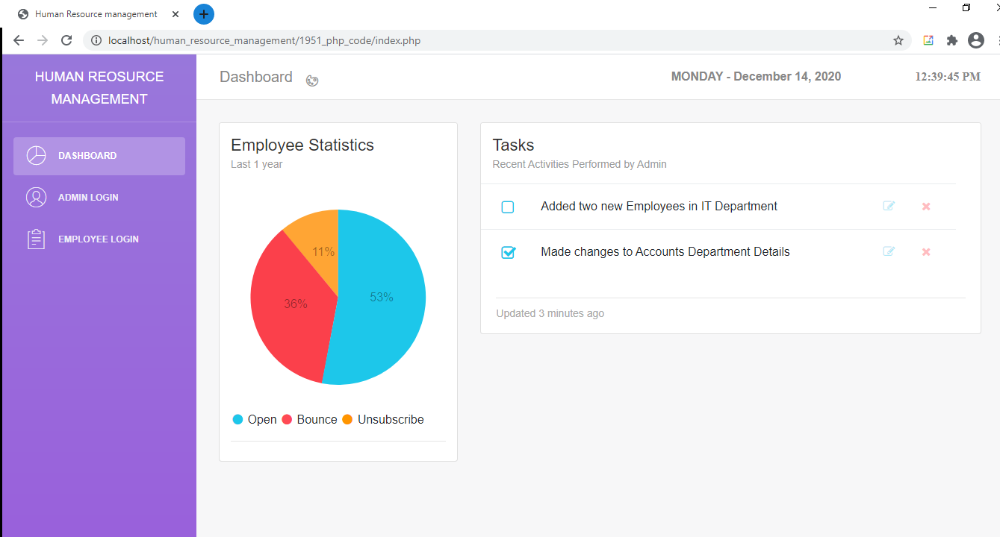 Human Resource management
localhost/human_resource_management/1951_php_code/index.php
HUMAN REOSURCE
MANAGEMENT
DASHBOARD
ADMIN LOGIN
EMPLOYEE LOGIN
Dashboard
MONDAY - December 14, 2020
12:39:45 PM
Employee Statistics
Last 1 year
11%
53%
36%
Open Bounce Unsubscribe
Tasks
Recent Activities Performed by Admin
Added two new Employees in IT Department
Made changes to Accounts Department Details
Updated 3 minutes ago